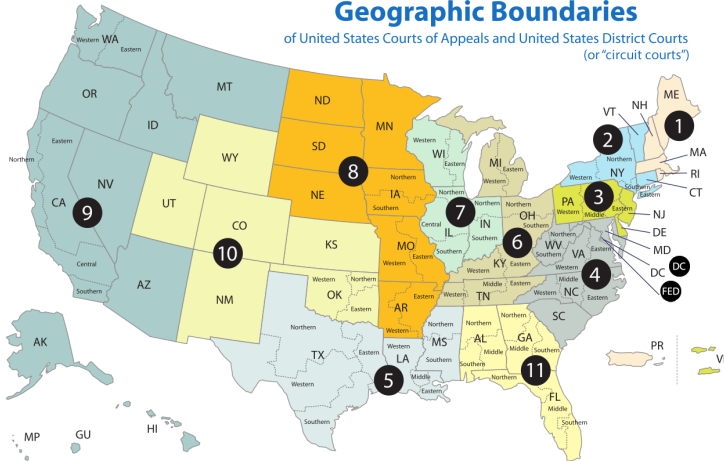 Geographic Boundaries
of United States Courts of Appeals and United States District Courts
(or “circuit courts”)
WA
Western
Eastern
MT
OR
ID
WY
Eastern
Northern
NV
CA
9
UT
Central
Southern
AZ
CO
10
NM
KS
OK
Northern
Western
Eastern
ND
SD
NE
MN
8
IA
Northern
Southern
MO
Western
Eastern
AR
Eastern
Western
WI
Western
Eastern
MI
Western
Eastern
Northern
Central
7
IL
Southern
Northern
IN
Southern
Northern
OH
Southern
6
KY
Western
Eastern
TN
Western
Middle
Eastern
ME
1
NH
VT
2
Northern
NY
Western
Southern
Eastern
MA
RI
CT
PA
3
Western
Middle
Eastern
NJ
DE
MD
DC
DC
FED
Northern
WV
Southern
VA
Eastern
Western
4
NC
Western
Middle
Eastern
SC
TX
Northern
Eastern
Western
Southern
5
LA
Western
Middle
Eastern
MS
Northern
Southern
AL
Northern
Middle
Southern
GA
Northern
Middle
Southern
11
FL
Northern
Middle
Southern
AK
MP
GU
HI
PR
V